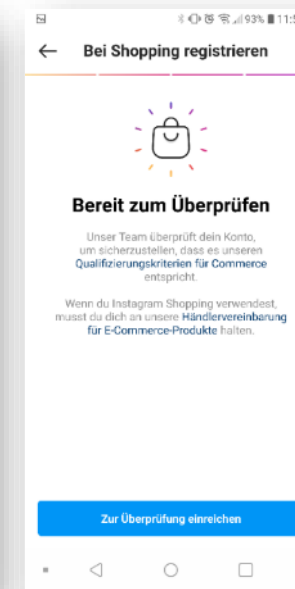 93% 11:5
Bei Shopping registrieren
Bereit zum Überprüfen
Unser Team überprüft dein Konto,
um sicherzustellen, dass es unseren
Qualifizierungskriterien für Commerce
entspricht.
Wenn du Instagram Shopping verwendest,
musst du dich an unsere Händlervereinbarung
für E-Commerce-Produkte halten.
Zur Überprüfung einreichen